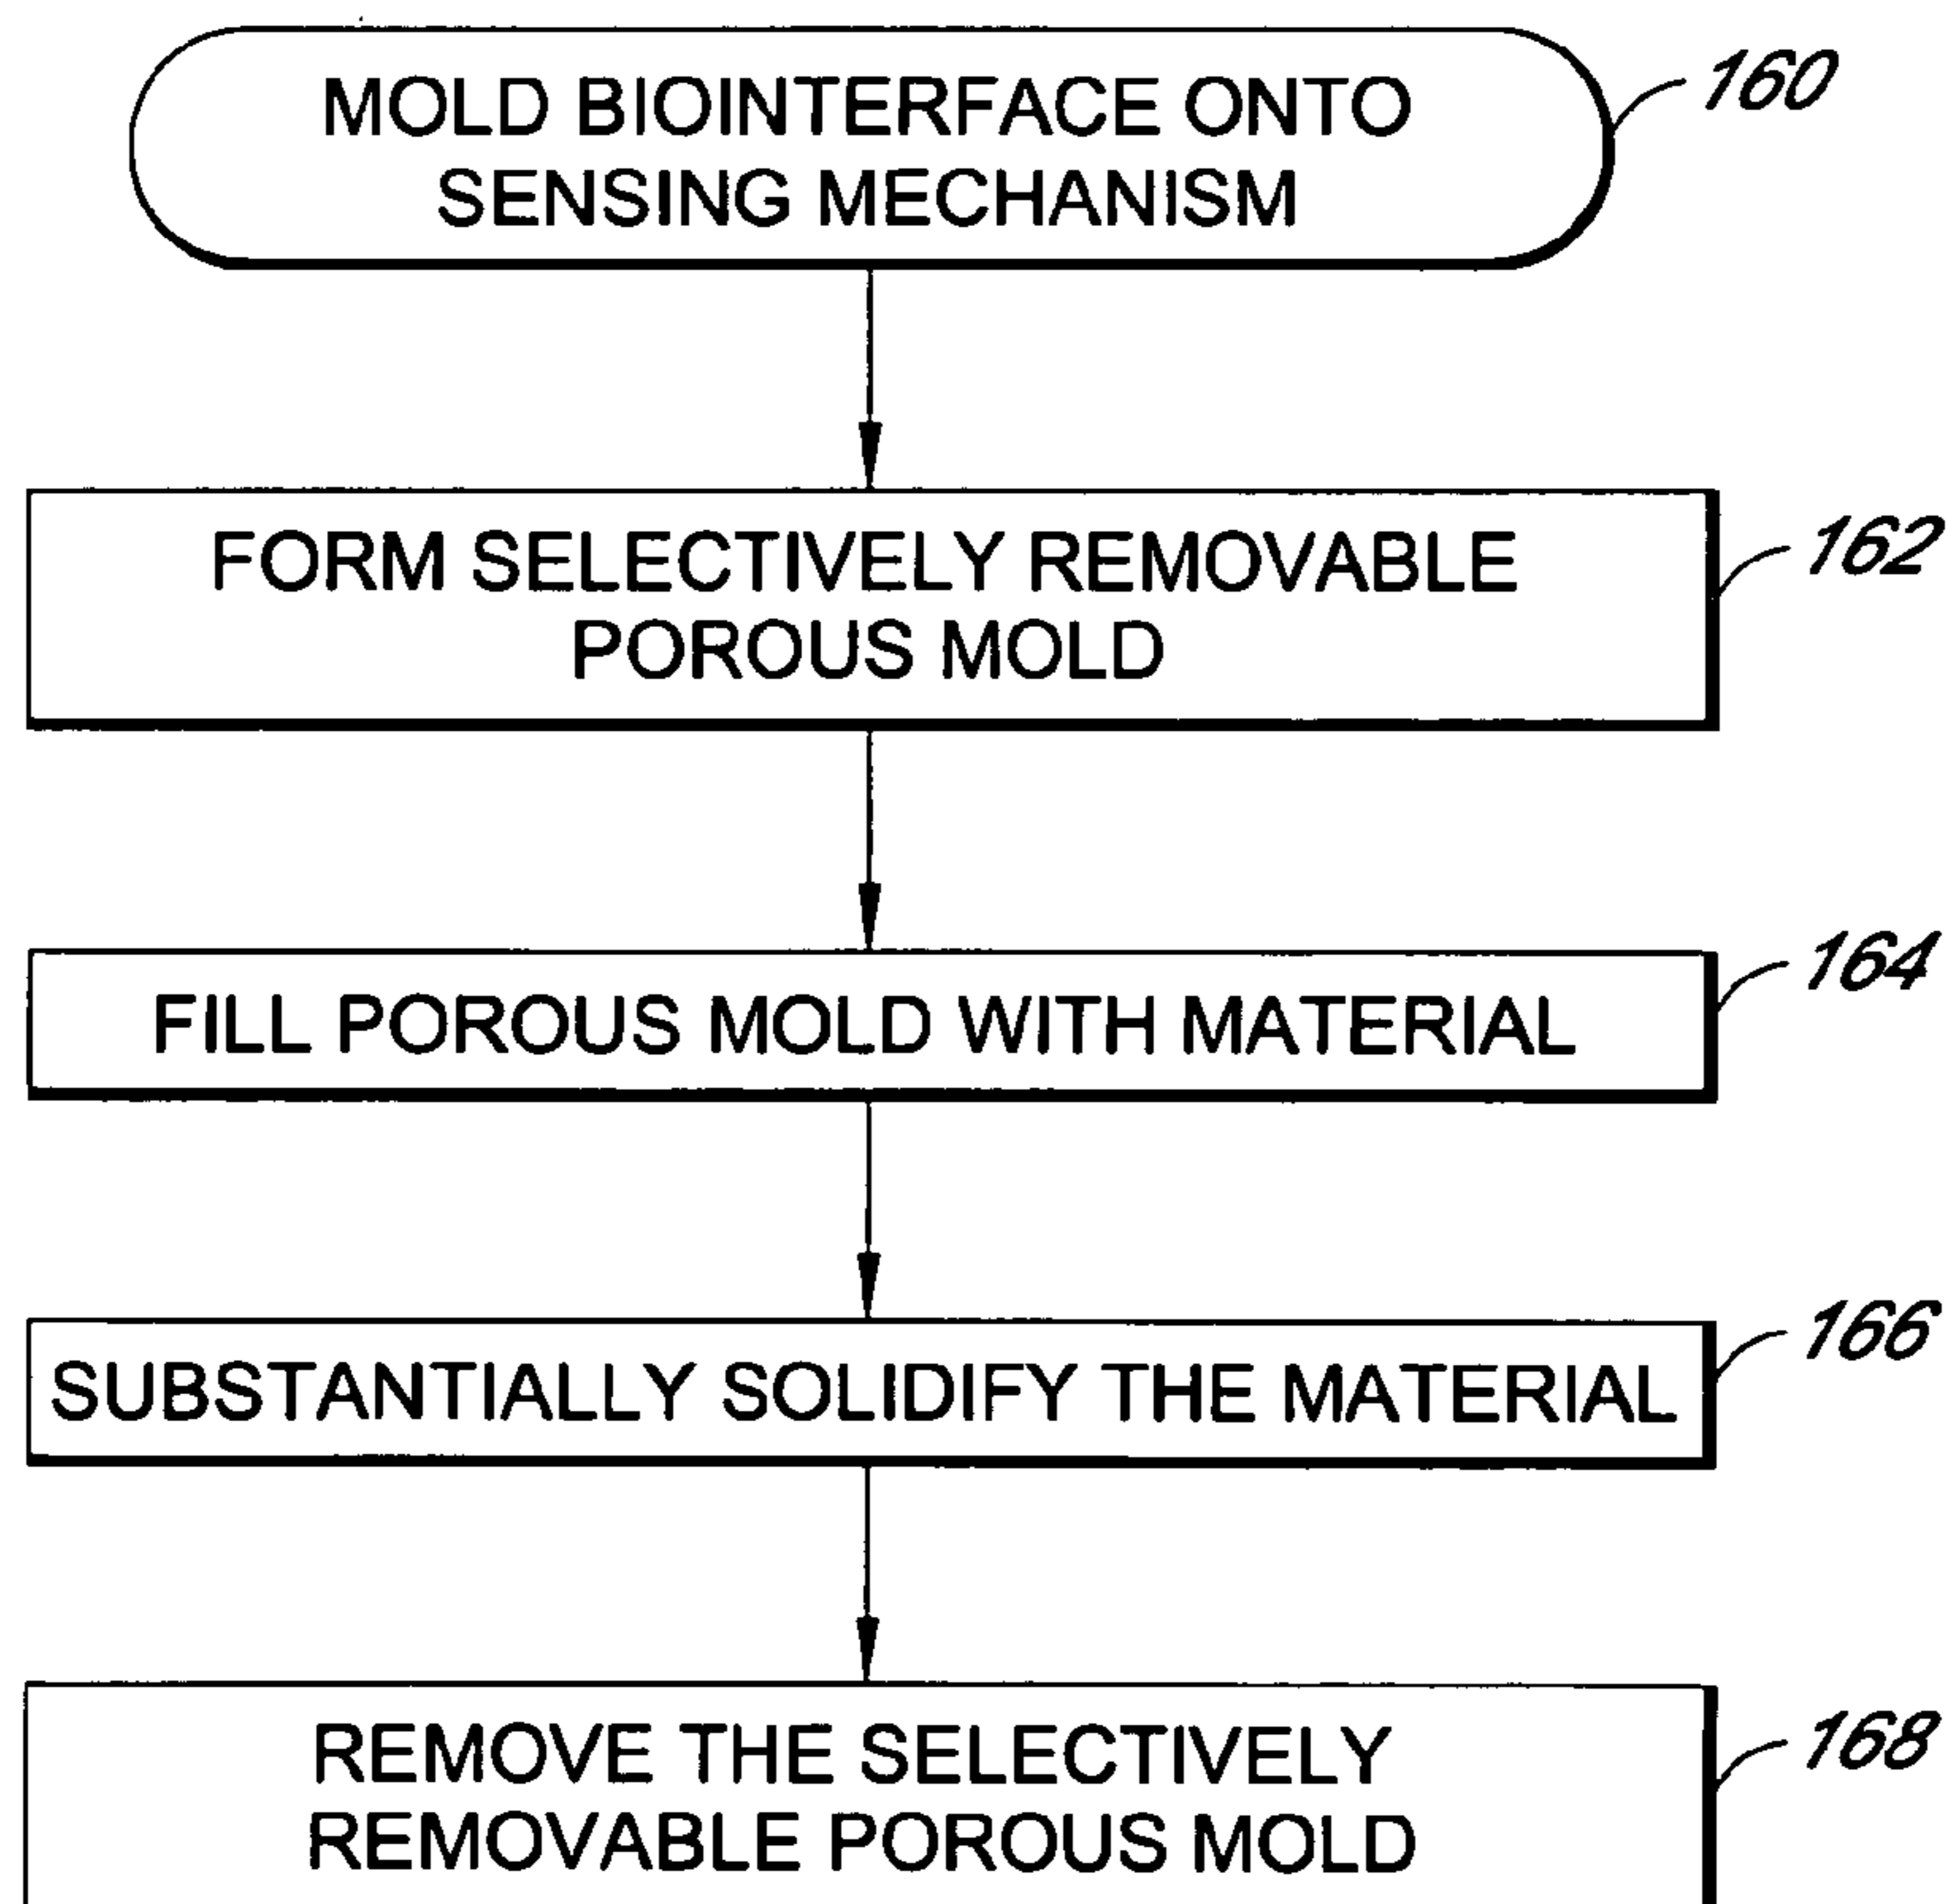 MOLD BIOINTERFACE ONTO
SENSING MECHANISM
160
FORM SELECTIVELY REMOVABLE
POROUS MOLD
162
FILL POROUS MOLD WITH MATERIAL
164
SUBSTANTIALLY SOLIDIFY THE MATERIAL
166
REMOVE THE SELECTIVELY
REMOVABLE POROUS MOLD
168